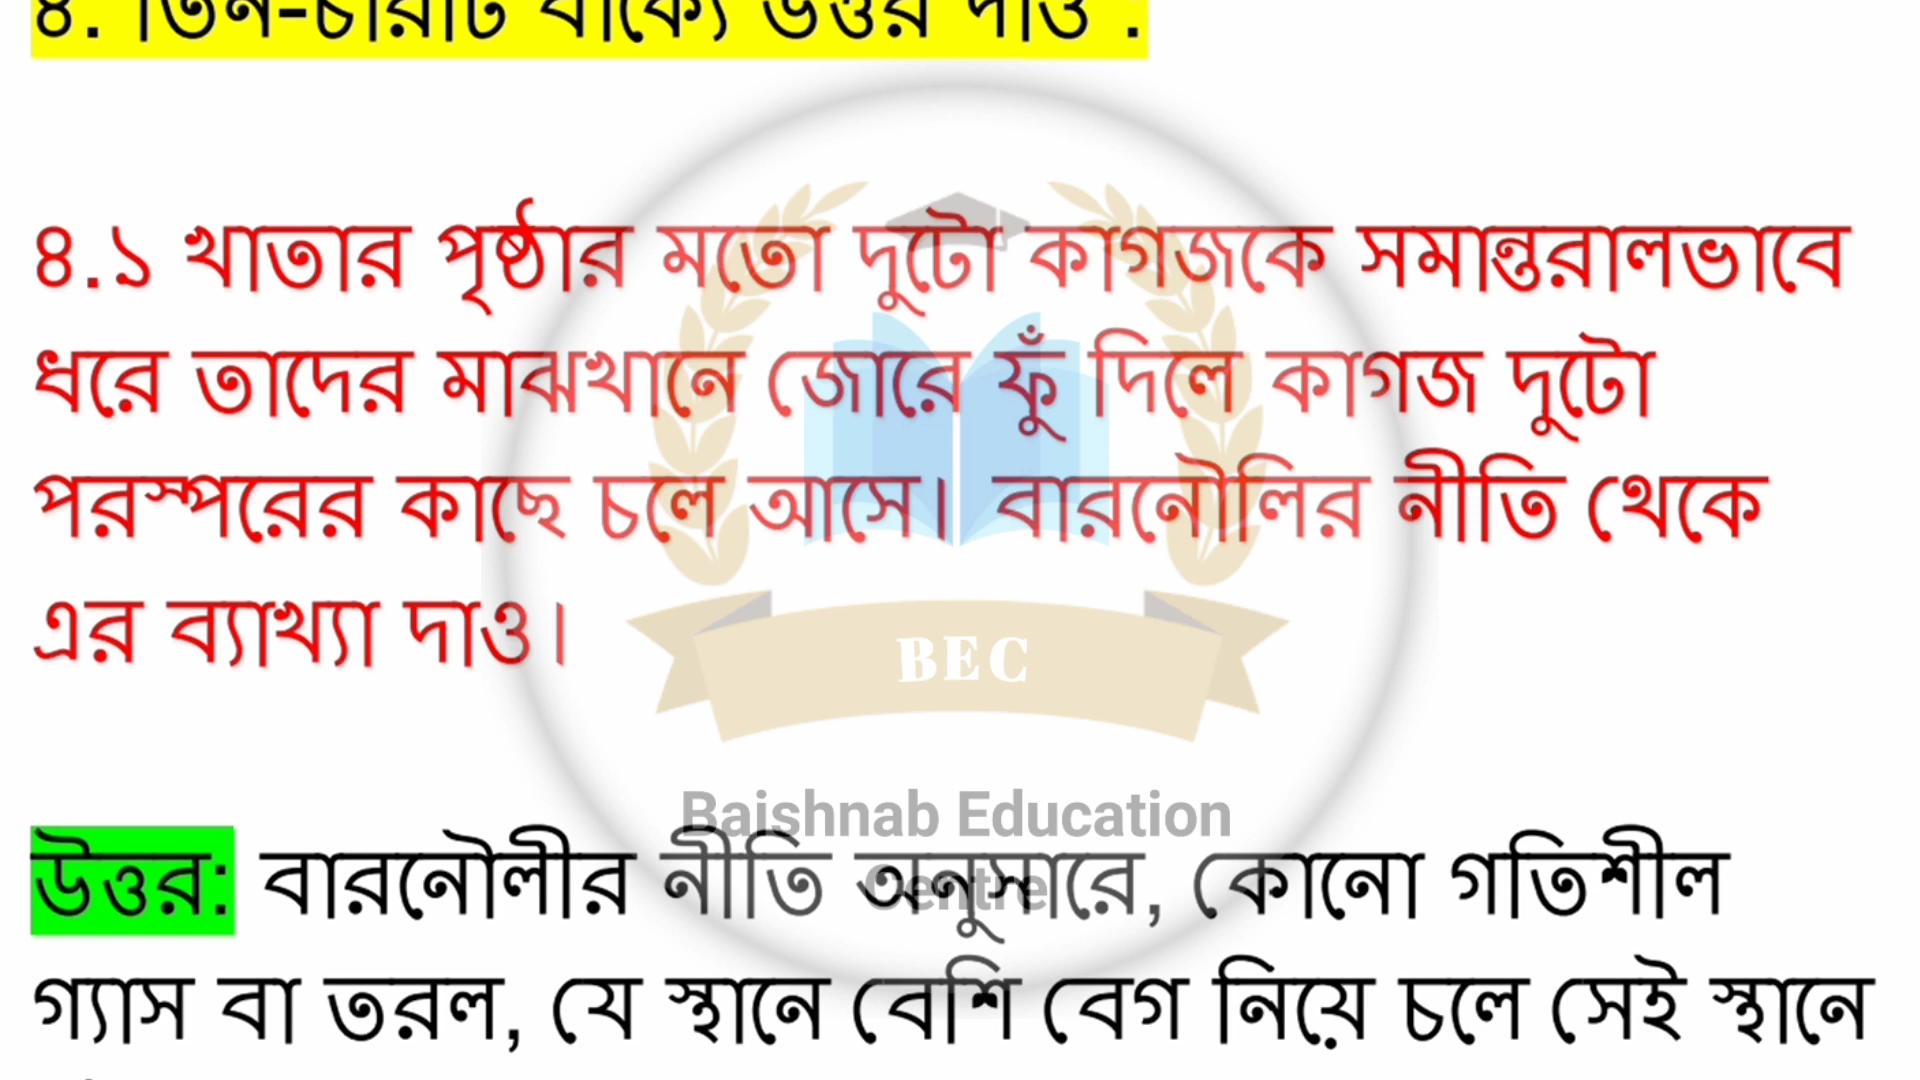 ৪. তিন-চারটি বাক্যে উত্তর দাও :
৪.১ খাতার পৃষ্ঠার মতো দুটো কাগজকে সমান্তরালভাবে
ধরে তাদের মাঝখানে জোরে ফুঁ দিলে কাগজ দুটো
পরস্পরের কাছে চলে আসে। বারনৌলির নীতি থেকে
এর ব্যাখ্যা দাও।
BEC
Baishnab Education
Centre
উত্তর: বারনৌলীর নীতি অনুসারে, কোনো গতিশীল
গ্যাস বা তরল, যে স্থানে বেশি বেগ নিয়ে চলে সেই স্থানে